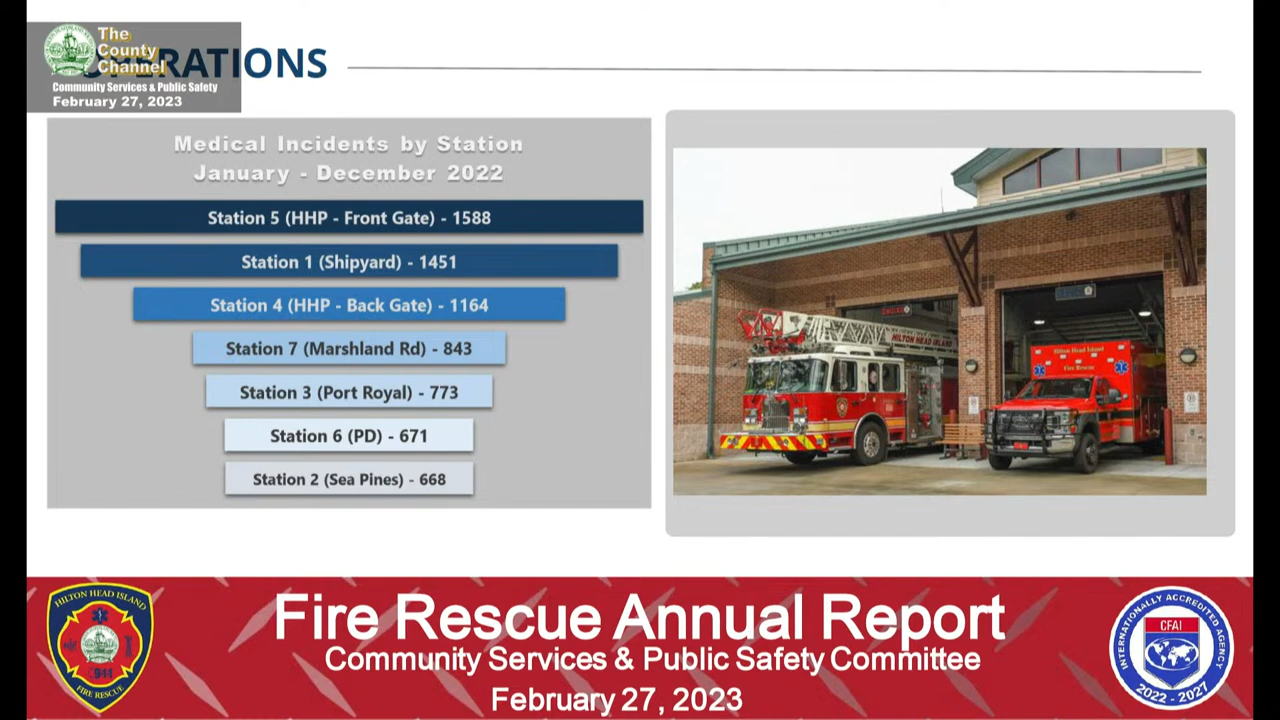 The
County
Channel
Community Services & Public Safety
February 27, 2023
OPERATIONS
Medical Incidents by Station
January - December 2022
Station 5 (HHP - Front Gate) - 1588
Station 1 (Shipyard) - 1451
Station 4 (HHP - Back Gate) - 1164
Station 7 (Marshland Rd) - 843
Station 3 (Port Royal) - 773
Station 6 (PD) - 671
Station 2 (Sea Pines) - 668
HILTON HEAD ISLAND
Hilton Head Island
Fire Rescue
HILTON HEAD ISLAND
911
FIRE RESCUE
Fire Rescue Annual Report
Community Services & Public Safety Committee
February 27, 2023
INTERNATIONALLY ACCREDITED AGENCY
CFAI
2022 - 2027